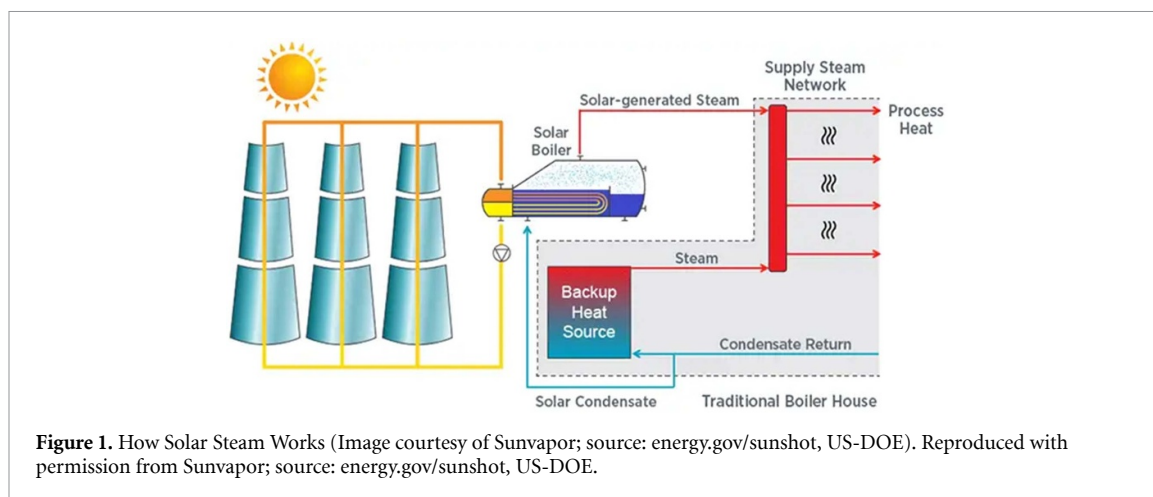 Supply Steam
Network
Solar-generated Steam
Process
Heat
Solar
Boiler
Steam
Backup
Heat
Source
Condensate Return
Solar Condensate
Traditional Boiler House
Figure 1. How Solar Steam Works (Image courtesy of Sunvapor; source: energy.gov/sunshot, US-DOE). Reproduced with
permission from Sunvapor; source: energy.gov/sunshot, US-DOE.